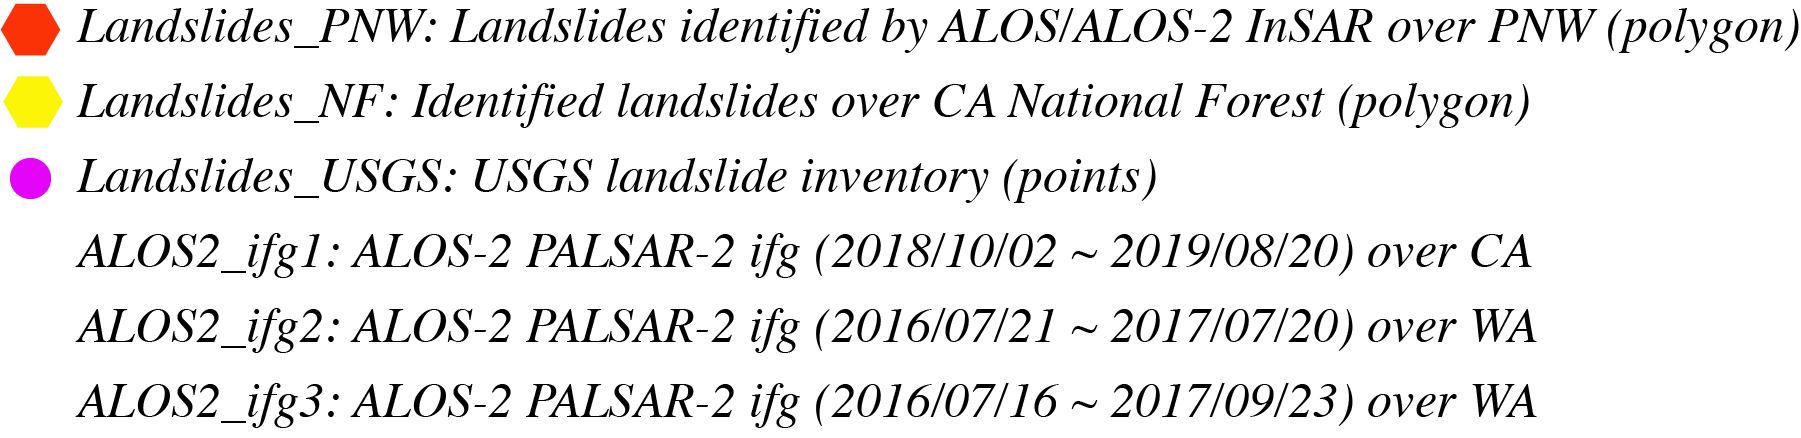 Landslides_PNW: Landslides identified by ALOS/ALOS-2 InSAR over PNW (polygon)
Landslides_NF: Identified landslides over CA National Forest (polygon)
Landslides_USGS: USGS landslide inventory (points)
ALOS2_ifg1: ALOS-2 PALSAR-2 ifg (2018/10/02 ~ 2019/08/20) over CA
ALOS2_ifg2: ALOS-2 PALSAR-2 ifg (2016/07/21 ~ 2017/07/20) over WA
ALOS2_ifg3: ALOS-2 PALSAR-2 ifg (2016/07/16 ~ 2017/09/23) over WA